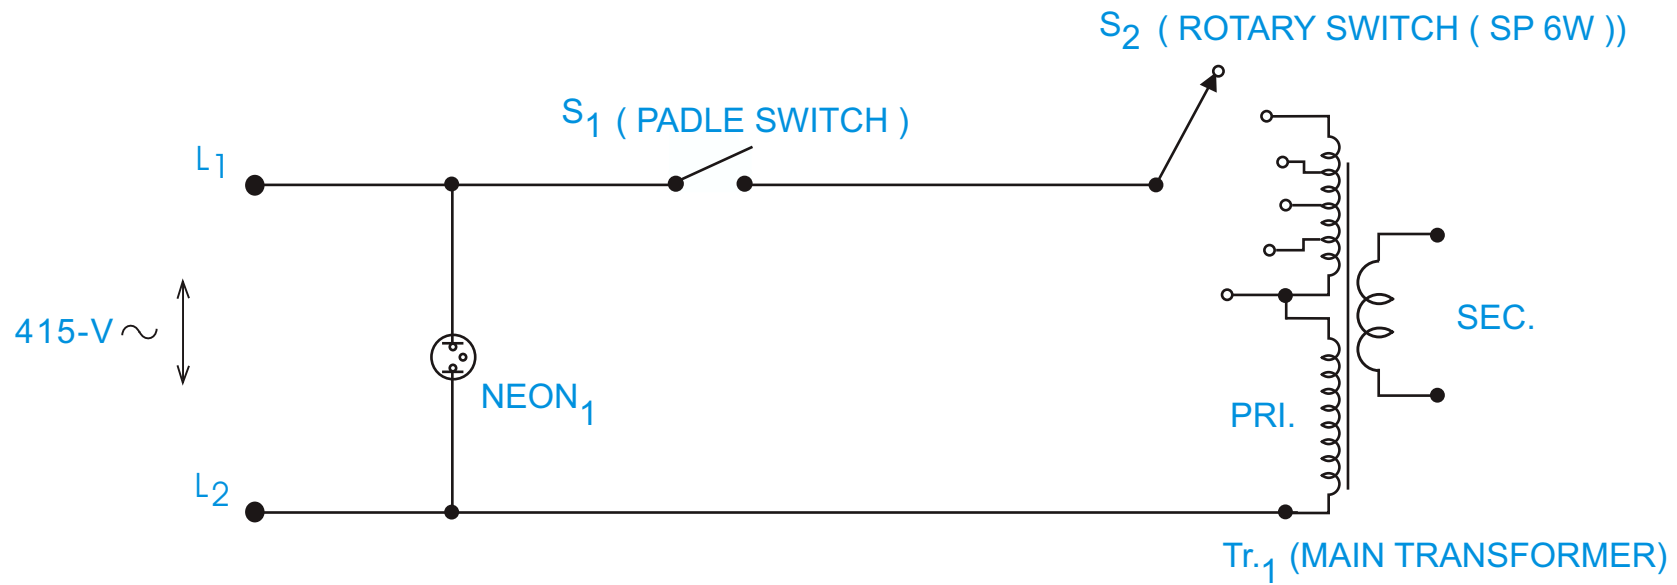 S2 ( ROTARY SWITCH ( SP 6W ))
S1 ( PADLE SWITCH )
L1
415-V ~
SEC.
NEON1
PRI.
L2
Tr.1 (MAIN TRANSFORMER)